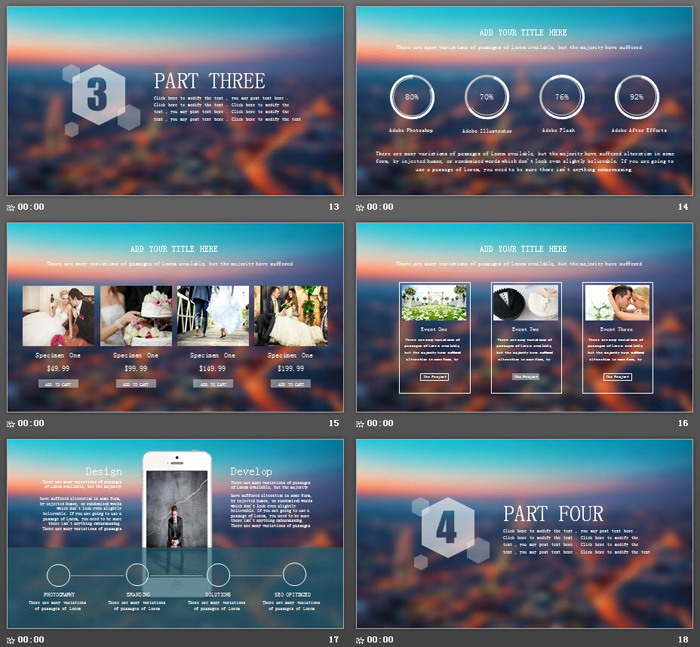 3
PART THREE
Click here to modify the text , you may post text here .
Click here to modify the text , Click here to modify the
text , you may post text here , Click here to modify the
text , you may post text here Click here to modify the text
00:00
13
ADD YOUR TITLE HERE
There are many variations of passages of Lorem available, but the majority have suffered
80%
70%
76%
92%
Adobe Photoshop
Adobe Illustrator
Adobe Flash
Adobe After Effects
There are many variations of passages of Lorem available, but the majority have suffered alteration in some
form, by injected humor, or randomised words which don't look even slightly believable. If you are going to
use a passage of Lorem, you need to be sure there isn't anything embarrassing
00:00
14
ADD YOUR TITLE HERE
There are many variations of passages of Lorem available, but the majority have suffered
Specimen One
Specimen One
Specimen One
Specimen One
$49.99
$99.99
$149.99
$199.99
ADD TO CART
ADD TO CART
ADD TO CART
ADD TO CART
00:00
15
ADD YOUR TITLE HERE
There are many variations of passages of Lorem available, but the majority have suffered
Event One
There are many variations
of passages of Lorem available,
but the majority have suffered
alteration in some form, by
The Project
Event Two
There are many variations
of passages of Lorem available,
but the majority have suffered
alteration in some form, by
The Project
Event Three
There are many variations
of passages of Lorem available,
but the majority have suffered
alteration in some form, by
The Project
00:00
16
Design
There are many variations of passages
of Lorem available, but the majority
have suffered alteration in some form,
by injected humor, or randomised words
which don't look even slightly
believable. If you are going to use a
passage of Lorem, you need to be sure
there isn't anything embarrassing.
There are many variations of passages
Develop
There are many variations of passages
of Lorem available, but the majority
have suffered alteration in some form,
by injected humor, or randomised words
which don't look even slightly
believable. If you are going to use a
passage of Lorem, you need to be sure
there isn't anything embarrassing.
There are many variations of passages
PHOTOGRAPHY
BRANDING
SOLUTIONS
SEO OPTIMIZED
There are many variations
of passages of Lorem
There are many variations
of passages of Lorem
There are many variations
of passages of Lorem
There are many variations
of passages of Lorem
00:00
17
4
PART FOUR
Click here to modify the text , you may post text here .
Click here to modify the text , Click here to modify the
text , you may post text here , Click here to modify the
text , you may post text here Click here to modify the text
00:00
18